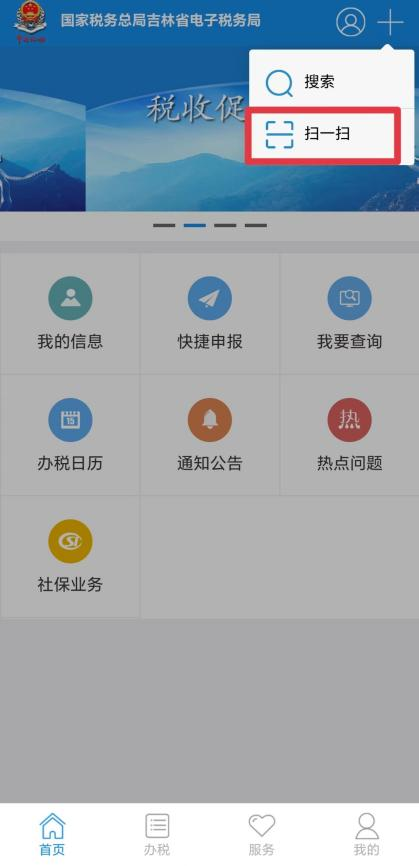 国家税务总局吉林省电子税务局
搜索
扫一扫
税收促
我的信息
快捷申报
我要查询
15
热
办税日历
通知公告
热点问题
社保业务
首页
办税
服务
我的